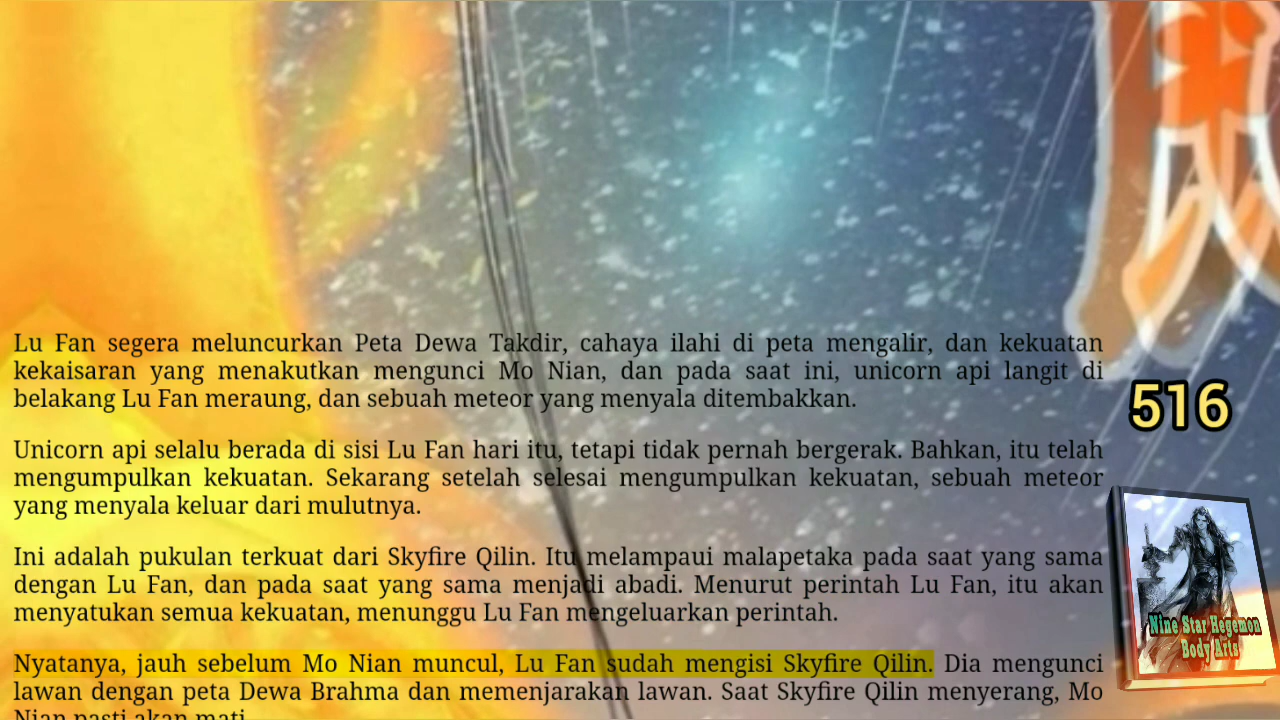 Lu Fan segera meluncurkan Peta Dewa Takdir, cahaya ilahi di peta mengalir, dan kekuatan
kekaisaran yang menakutkan mengunci Mo Nian, dan pada saat ini, unicorn api langit di
belakang Lu Fan meraung, dan sebuah meteor yang menyala ditembakkan.
Unicorn api selalu berada di sisi Lu Fan hari itu, tetapi tidak pernah bergerak. Bahkan, itu telah
mengumpulkan kekuatan. Sekarang setelah selesai mengumpulkan kekuatan, sebuah meteor
yang menyala keluar dari mulutnya.
Ini adalah pukulan terkuat dari Skyfire Qilin. Itu melampaui malapetaka pada saat yang sama
dengan Lu Fan, dan pada saat yang sama menjadi abadi. Menurut perintah Lu Fan, itu akan
menyatukan semua kekuatan, menunggu Lu Fan mengeluarkan perintah.
Nyatanya, jauh sebelum Mo Nian muncul, Lu Fan sudah mengisi Skyfire Qilin. Dia mengunci
lawan dengan peta Dewa Brahma dan memenjarakan lawan. Saat Skyfire Qilin menyerang, Mo
Nian pasti akan mati.
516
Nine Star Hegemon
Body Arts